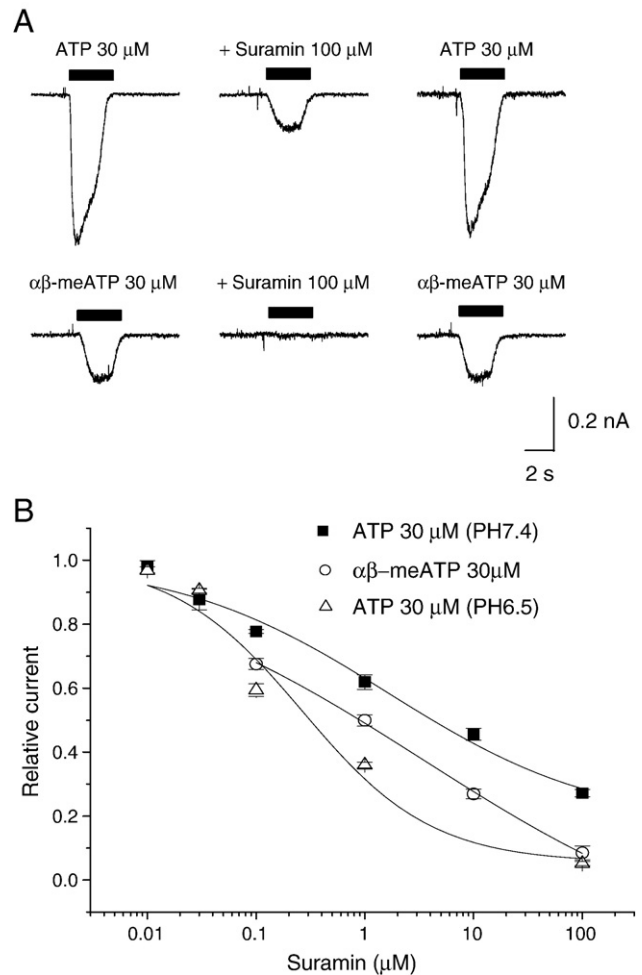 A
ATP 30 μM
+ Suramin 100 μM
ATP 30 μM
αβ-meATP 30 μM
+ Suramin 100 μM
αβ-meATP 30 μM
0.2 nA
2 s
B
ATP 30 μM (PH7.4)
αβ–meATP 30μM
ATP 30 μM (PH6.5)
1.0
0.8
0.6
0.4
0.2
0.0
Relative current
0.01
0.1
1
10
100
Suramin (μM)